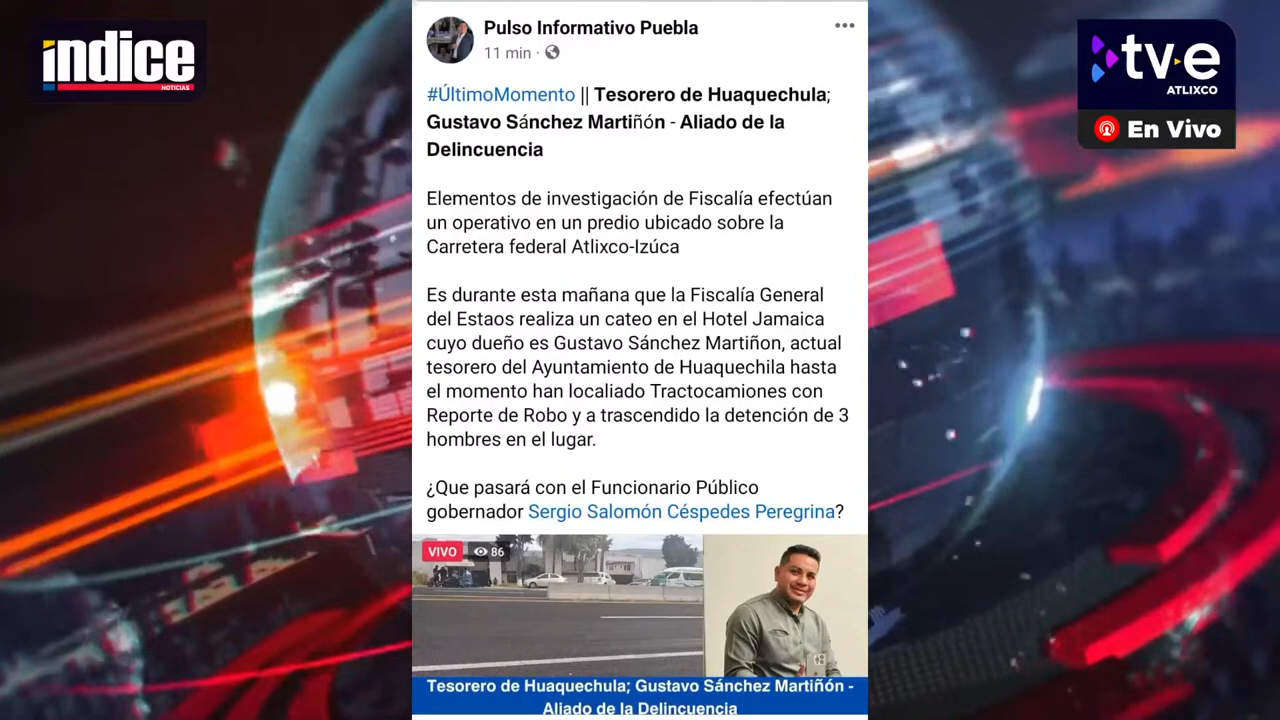 índice
NOTICIAS
tv-e
ATLIXCO
En Vivo
Pulso Informativo Puebla
11 min ·
#ÚltimoMomento || Tesorero de Huaquechula;
Gustavo Sánchez Martiñón - Aliado de la
Delincuencia
Elementos de investigación de Fiscalía efectúan
un operativo en un predio ubicado sobre la
Carretera federal Atlixco-Izúca
Es durante esta mañana que la Fiscalía General
del Estaos realiza un cateo en el Hotel Jamaica
cuyo dueño es Gustavo Sánchez Martiñon, actual
tesorero del Ayuntamiento de Huaquechila hasta
el momento han localiado Tractocamiones con
Reporte de Robo y a trascendido la detención de 3
hombres en el lugar.
¿Que pasará con el Funcionario Público
gobernador Sergio Salomón Céspedes Peregrina?
VIVO 86
Tesorero de Huaquechula; Gustavo Sánchez Martiñón -
Aliado de la Delincuencia